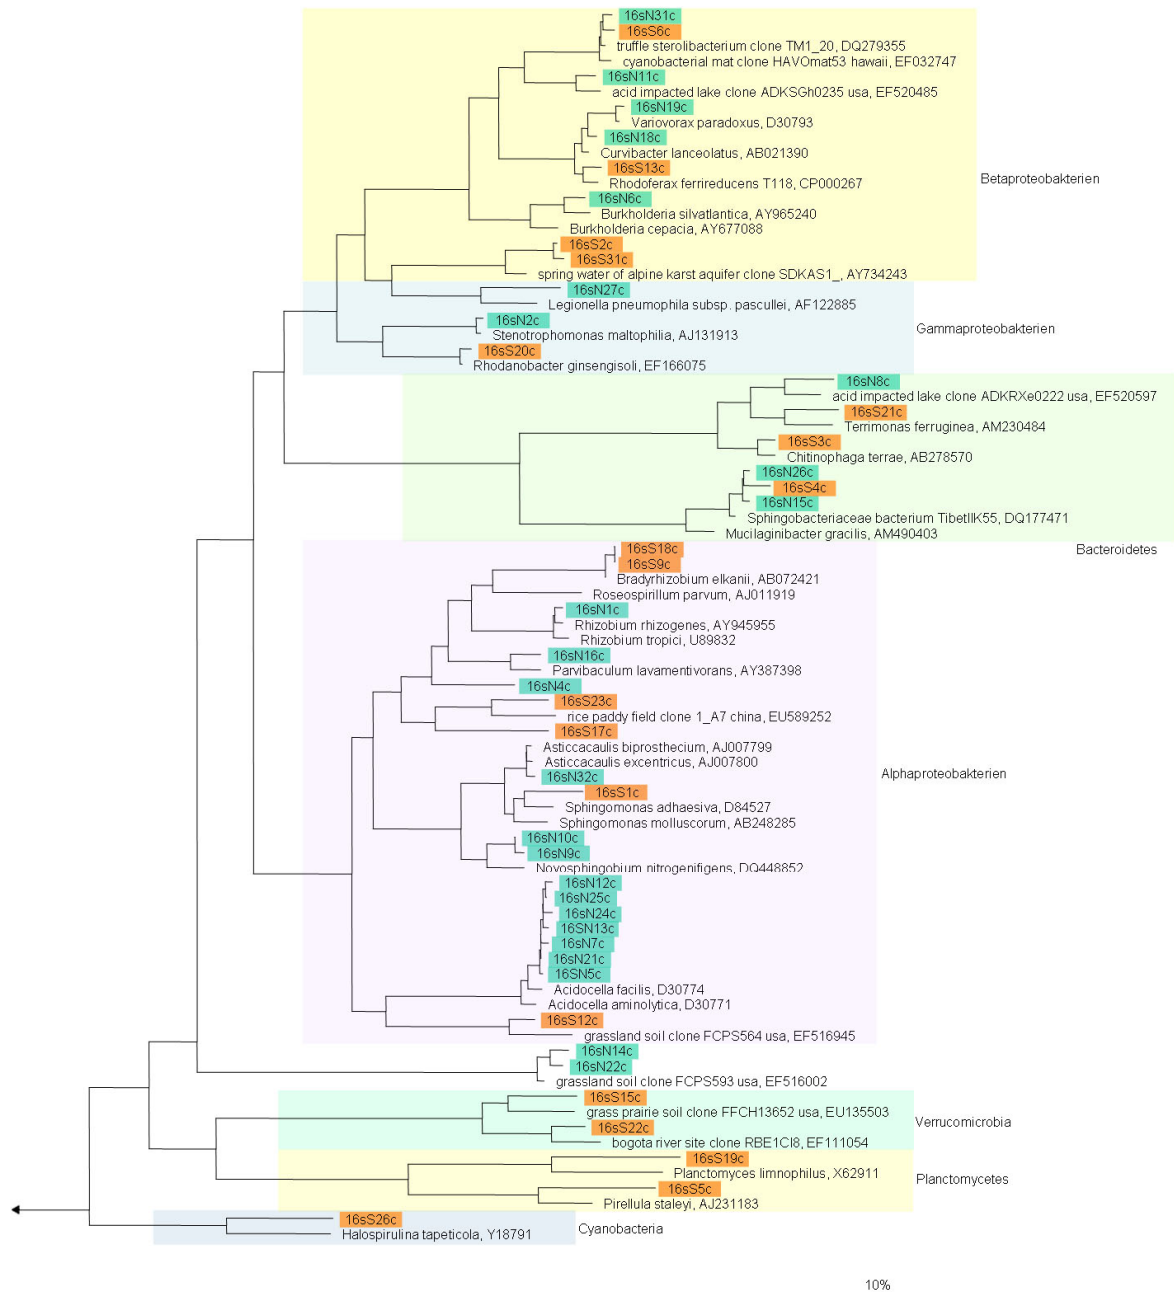 16sN31c
16sS6c
truffle sterolibacterium clone TM1_20, DQ279355
cyanobacterial mat clone HAVOmat53 hawaii, EF032747
16sN11c
acid impacted lake clone ADKSGh0235 usa, EF520485
16sN19c
Variovorax paradoxus, D30793
16sN18c
Curvibacter lanceolatus, AB021390
16sS13c
Rhodoferax ferrireducens T118, CP000267
Betaproteobakterien
16sN6c
Burkholderia silvatlantica, AY965240
Burkholderia cepacia, AY677088
16sS2c
16sS31c
spring water of alpine karst aquifer clone SDKAS1_, AY734243
16sN27c
Legionella pneumophila subsp. pascullei, AF122885
16sN2c
Gammaproteobakterien
Stenotrophomonas maltophilia, AJ131913
16sS20c
Rhodanobacter ginsengisoli, EF166075
16sN8c
acid impacted lake clone ADKRXe0222 usa, EF520597
16sS21c
Terrimonas ferruginea, AM230484
16sS3c
Chitinophaga terrae, AB278570
16sN26c
16sS4c
16sN15c
Sphingobacteriaceae bacterium TibetIIK55, DQ177471
Mucilaginibacter gracilis, AM490403
Bacteroidetes
16sS18c
16sS9c
Bradyrhizobium elkanii, AB072421
Roseospirillum parvum, AJ011919
16sN1c
Rhizobium rhizogenes, AY945955
Rhizobium tropici, U89832
16sN16c
Parvibaculum lavamentivorans, AY387398
16sN4c
16sS23c
rice paddy field clone 1_A7 china, EU589252
16sS17c
Asticcacaulis biprosthecium, AJ007799
Asticcacaulis excentricus, AJ007800
Alphaproteobakterien
16sN32c
16sS1c
Sphingomonas adhaesiva, D84527
Sphingomonas molluscorum, AB248285
16sN10c
16sN9c
Novosphingobium nitrogenifigens, DQ448852
16sN12c
16sN25c
16sN24c
16SN13c
16sN7c
16sN21c
16SN5c
Acidocella facilis, D30774
Acidocella aminolytica, D30771
16sS12c
grassland soil clone FCPS564 usa, EF516945
16sN14c
16sN22c
grassland soil clone FCPS593 usa, EF516002
16sS15c
grass prairie soil clone FFCH13652 usa, EU135503
Verrucomicrobia
16sS22c
bogota river site clone RBE1CI8, EF111054
16sS19c
Planctomyces limnophilus, X62911
Planctomycetes
16sS5c
Pirellula staleyi, AJ231183
16sS26c
Cyanobacteria
Halospirulina tapeticola, Y18791
10%